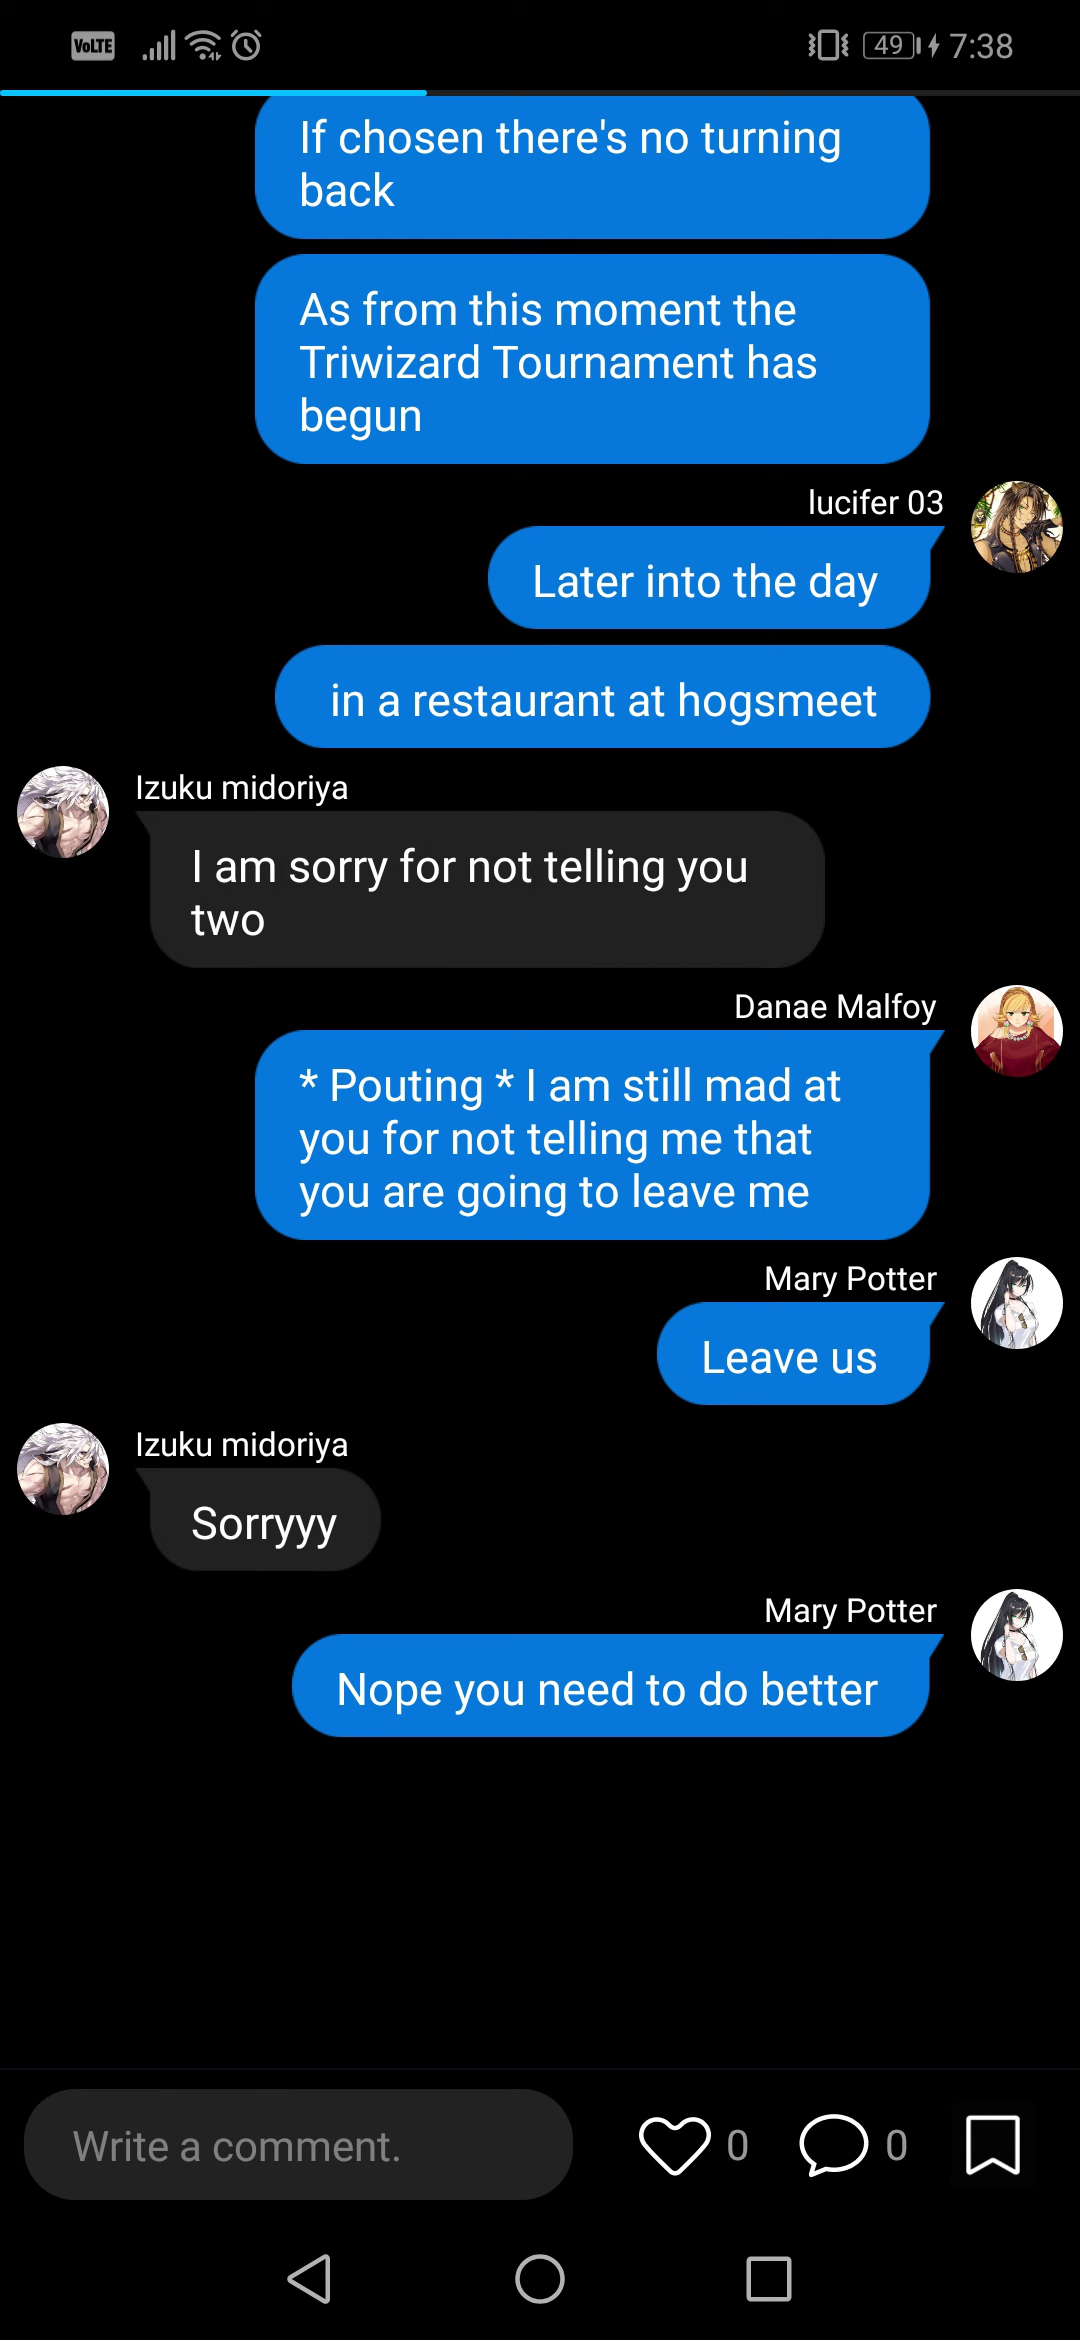 VoLTE 49 7:38
If chosen there's no turning
back
As from this moment the
Triwizard Tournament has
begun
lucifer 03
Later into the day
in a restaurant at hogsmeet
Izuku midoriya
I am sorry for not telling you
two
Danae Malfoy
* Pouting * I am still mad at
you for not telling me that
you are going to leave me
Mary Potter
Leave us
Izuku midoriya
Sorryyy
Mary Potter
Nope you need to do better
Write a comment. 0 0